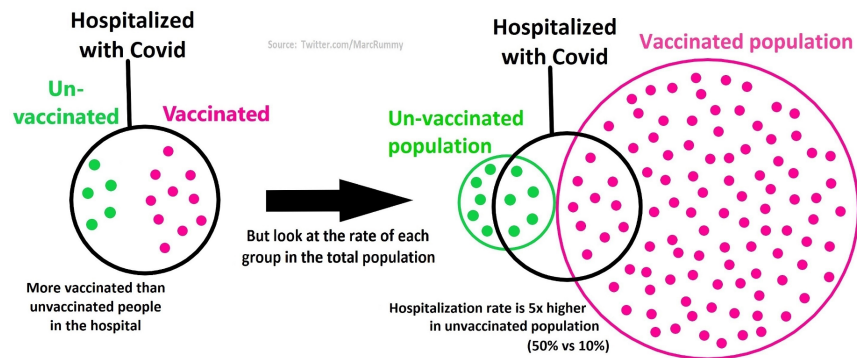 Hospitalized
with Covid
Source: Twitter.com/MarcRummy
Un-
vaccinated
Vaccinated
More vaccinated than
unvaccinated people
in the hospital
But look at the rate of each
group in the total population
Hospitalized
with Covid
Vaccinated population
Un-vaccinated
population
Hospitalization rate is 5x higher
in unvaccinated population
(50% vs 10%)